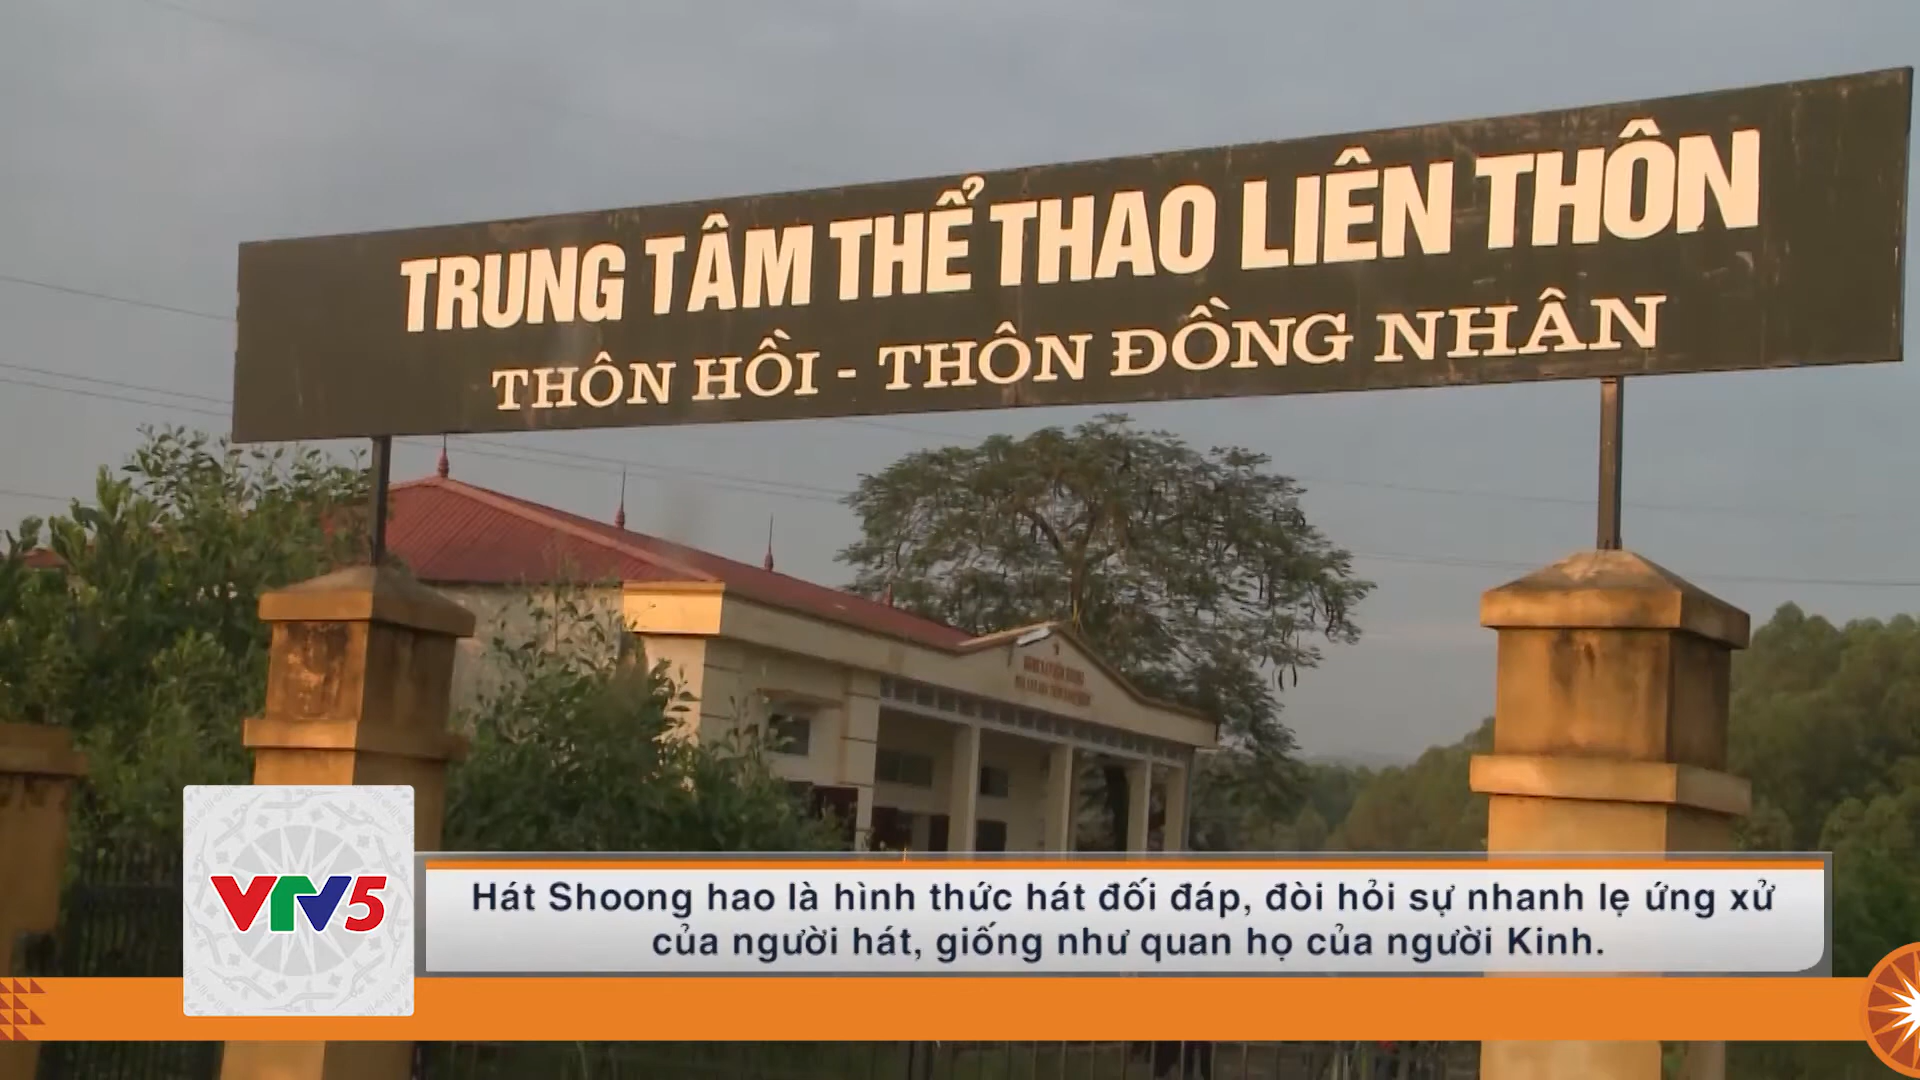 TRUNG TÂM THỂ THAO LIÊN THÔN
THÔN HỒI - THÔN ĐỒNG NHÂN
VTV5
Hát Shoong hao là hình thức hát đối đáp, đòi hỏi sự nhanh lẹ ứng xử
của người hát, giống như quan họ của người Kinh.